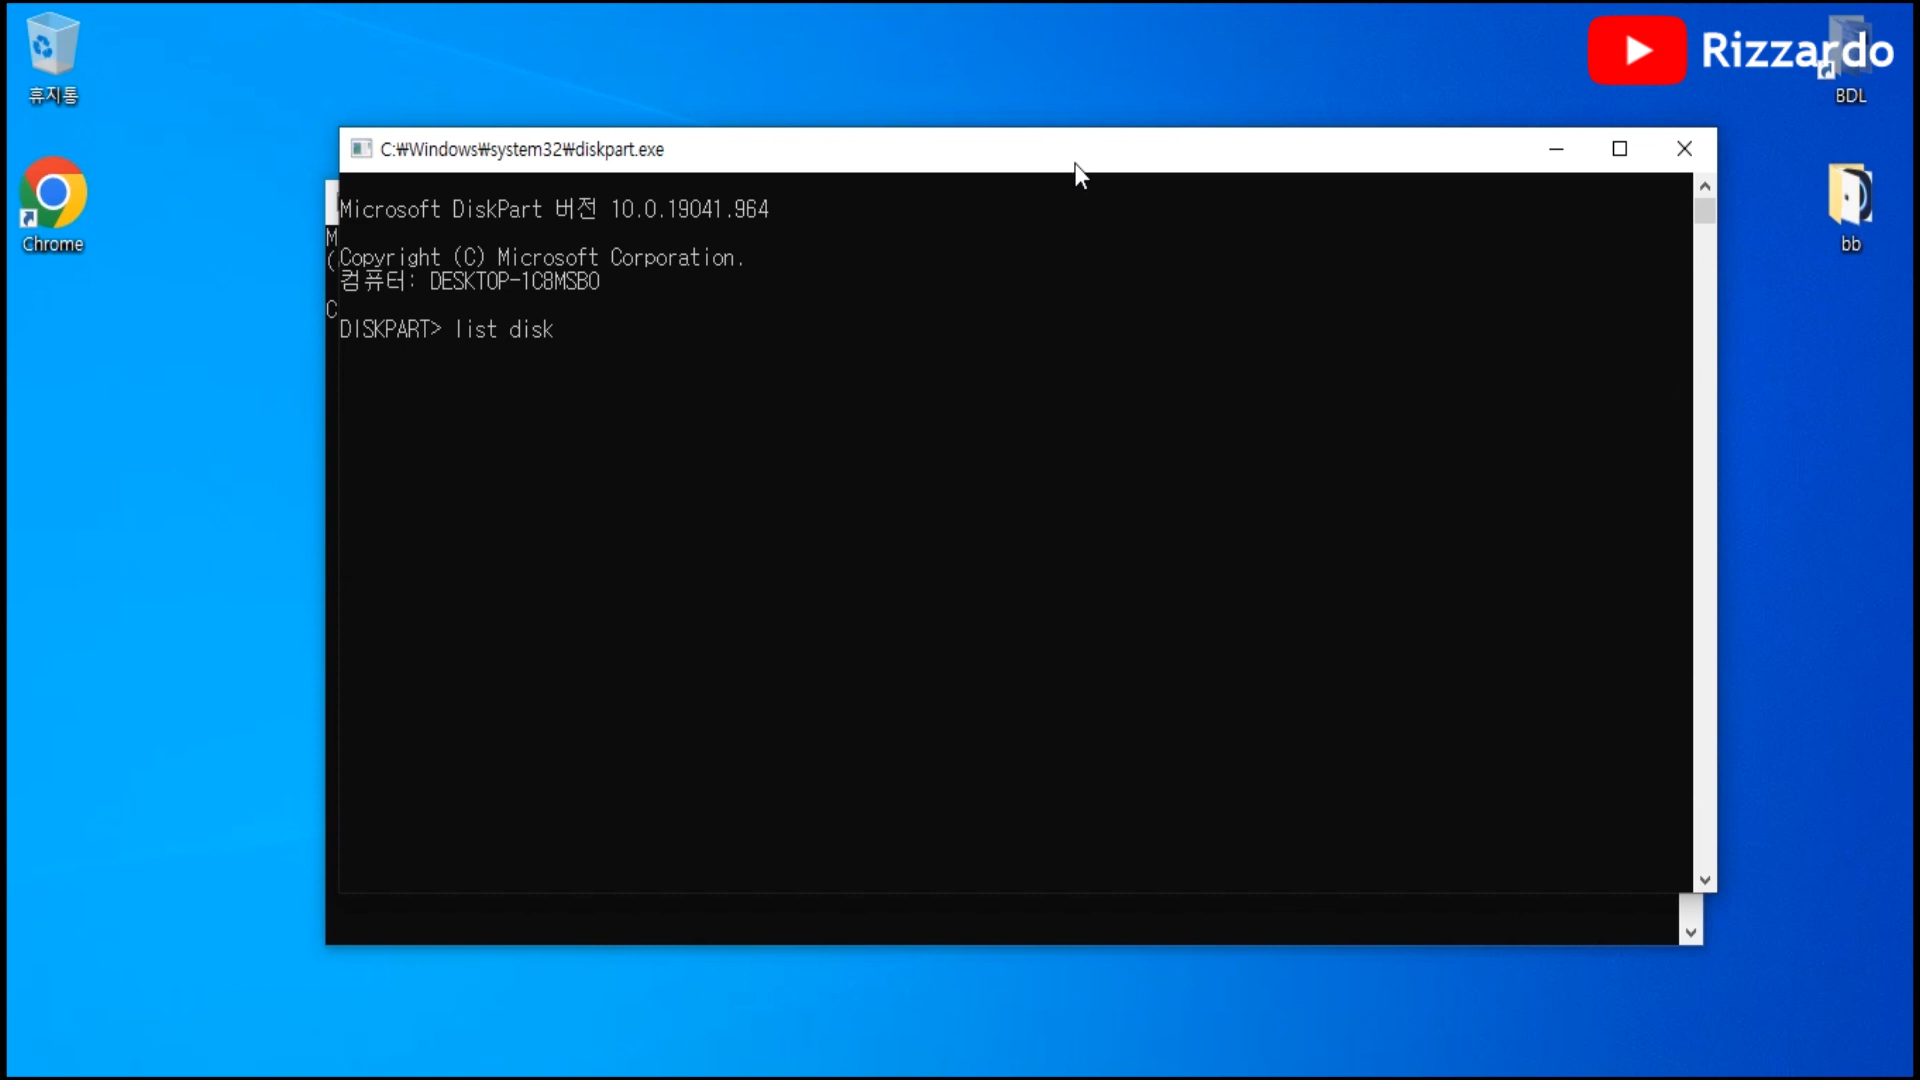 휴지통
Chrome
Rizzardo
BDL
bb
C:₩Windows₩system32₩diskpart.exe
Microsoft DiskPart 버전 10.0.19041.964
Copyright (C) Microsoft Corporation.
컴퓨터: DESKTOP-1C8MSBO
DISKPART> list disk
M
(
C